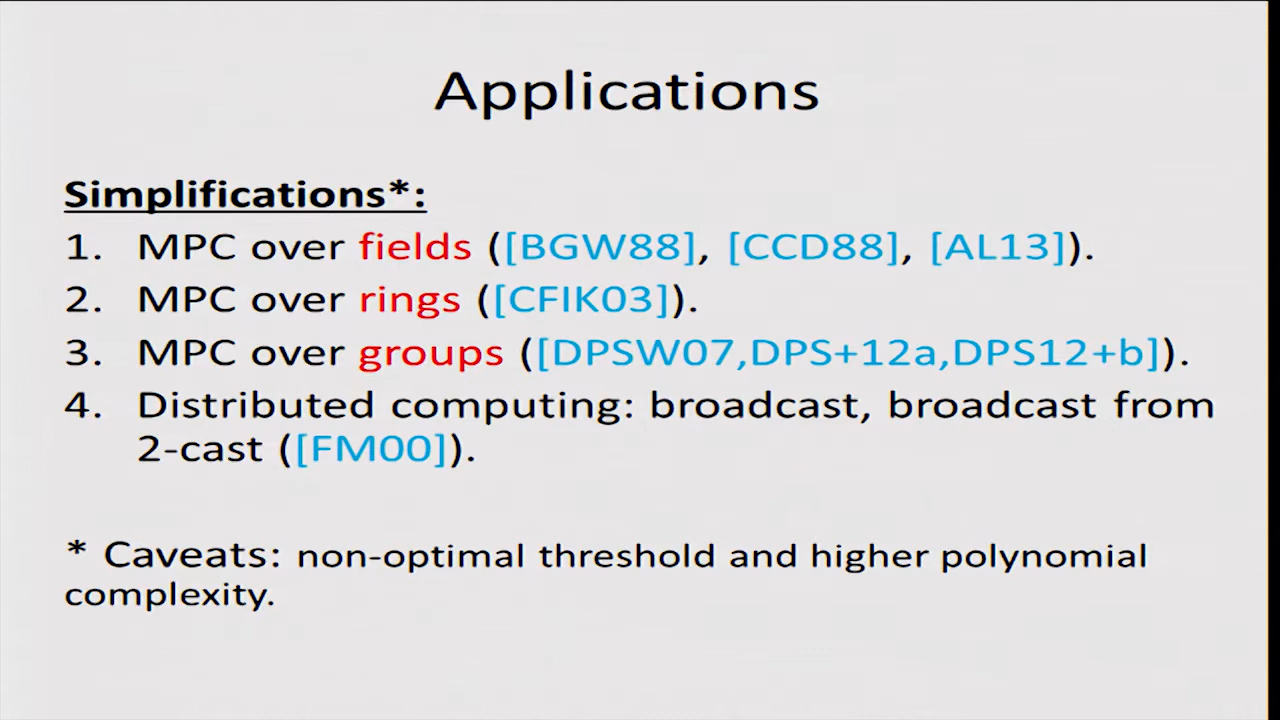 Applications
Simplifications*:
1. MPC over fields ([BGW88], [CCD88], [AL13]).
2. MPC over rings ([CFIK03]).
3. MPC over groups ([DPSW07,DPS+12a,DPS12+b]).
4. Distributed computing: broadcast, broadcast from
2-cast ([FM00]).
* Caveats: non-optimal threshold and higher polynomial
complexity.